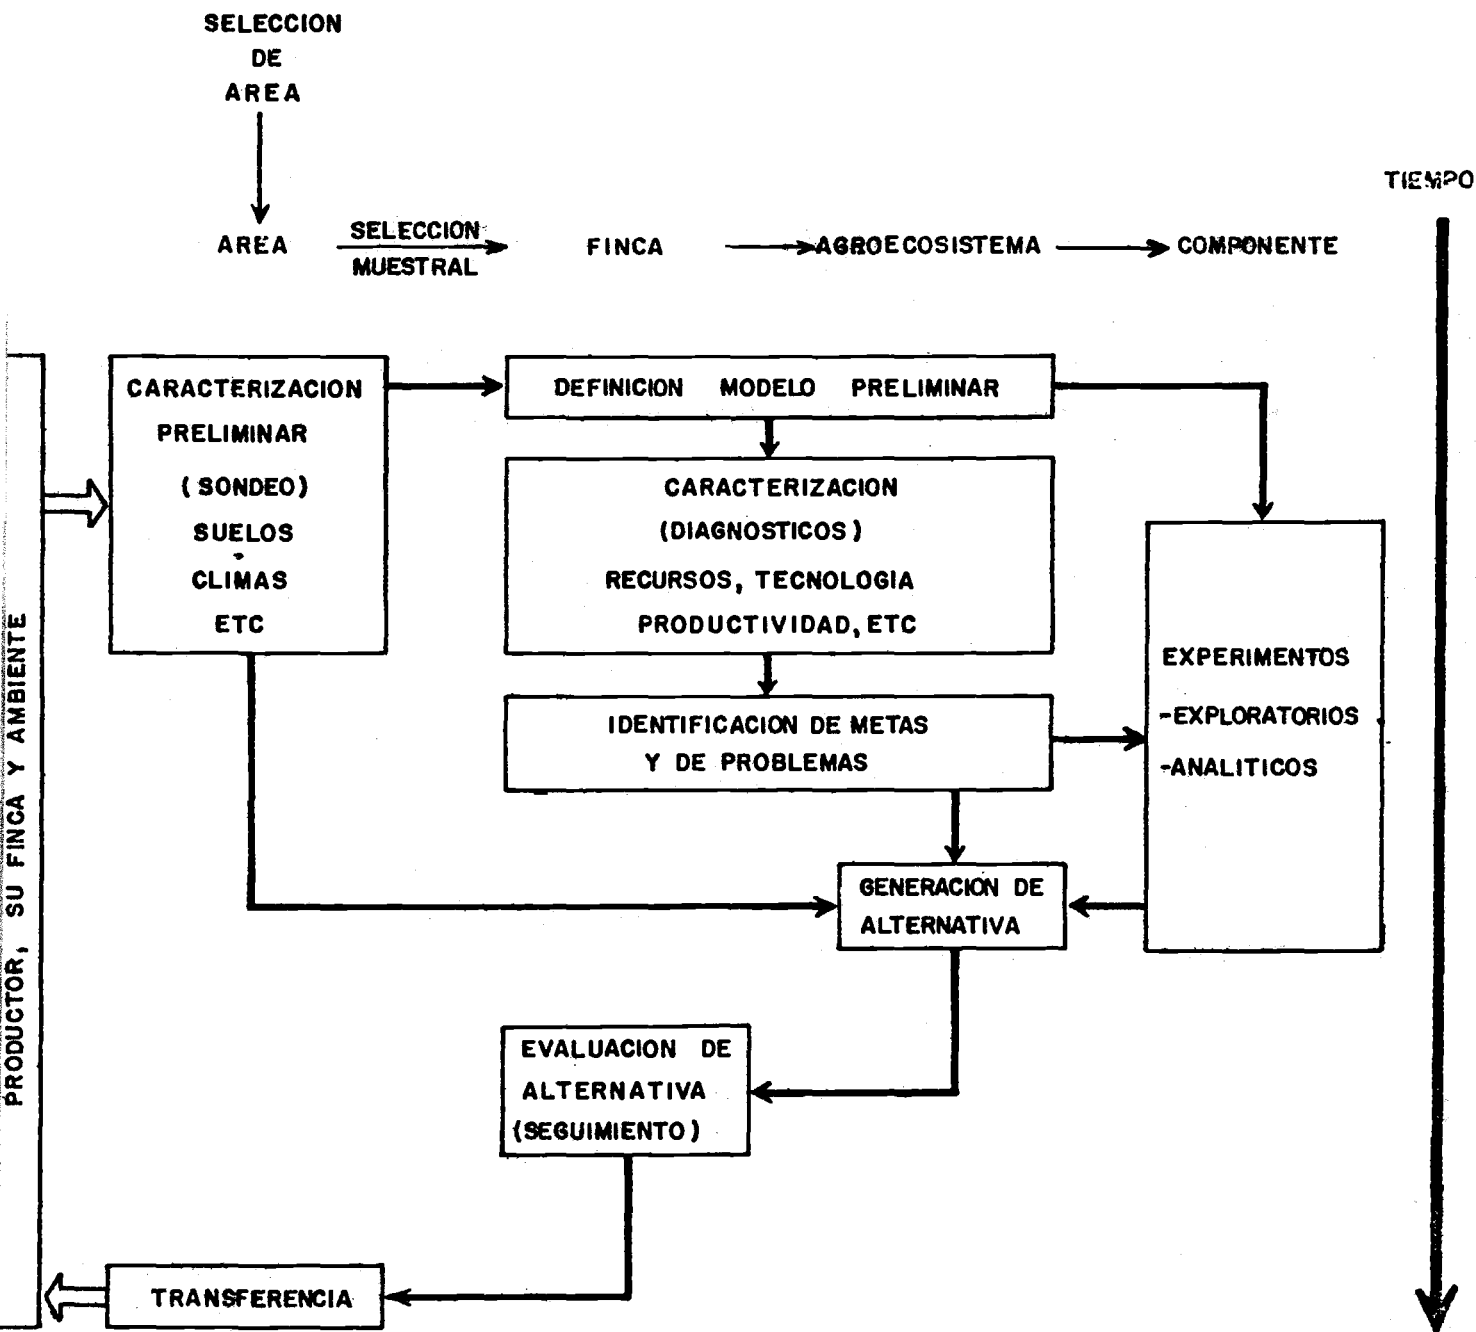 SELECCION
DE
AREA
TIEMPO
AREA
SELECCION
MUESTRAL
FINCA
AGROECOSISTEMA
COMPONENTE
PRODUCTOR, SU FINCA Y AMBIENTE
CARACTERIZACION
PRELIMINAR
(SONDEO)
SUELOS
CLIMAS
ETC
DEFINICION MODELO PRELIMINAR
CARACTERIZACION
(DIAGNOSTICOS)
RECURSOS, TECNOLOGIA
PRODUCTIVIDAD, ETC
IDENTIFICACION DE METAS
Y DE PROBLEMAS
EXPERIMENTOS
-EXPLORATORIOS
-ANALITICOS
GENERACION DE
ALTERNATIVA
EVALUACION DE
ALTERNATIVA
(SEGUIMIENTO)
TRANSFERENCIA